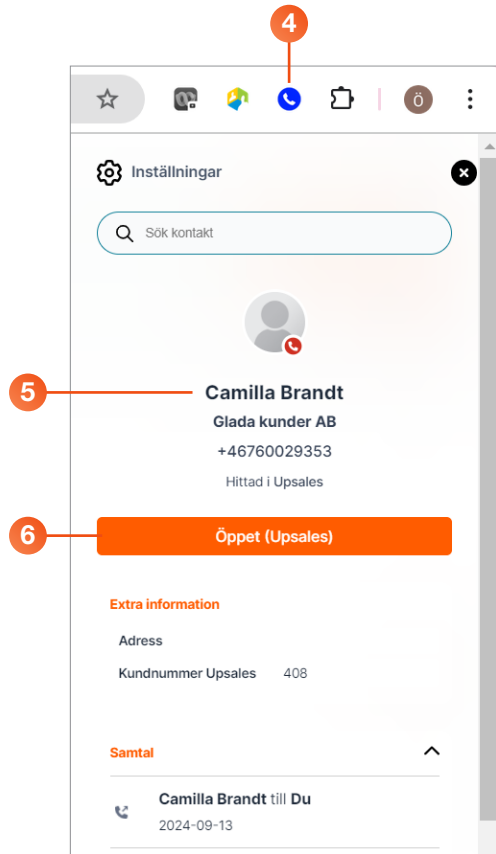 4
ö
Inställningar
Sök kontakt
5
Camilla Brandt
Glada kunder AB
+46760029353
Hittad i Upsales
6
Öppet (Upsales)
Extra information
Adress
Kundnummer Upsales 408
Samtal
Camilla Brandt till Du
2024-09-13